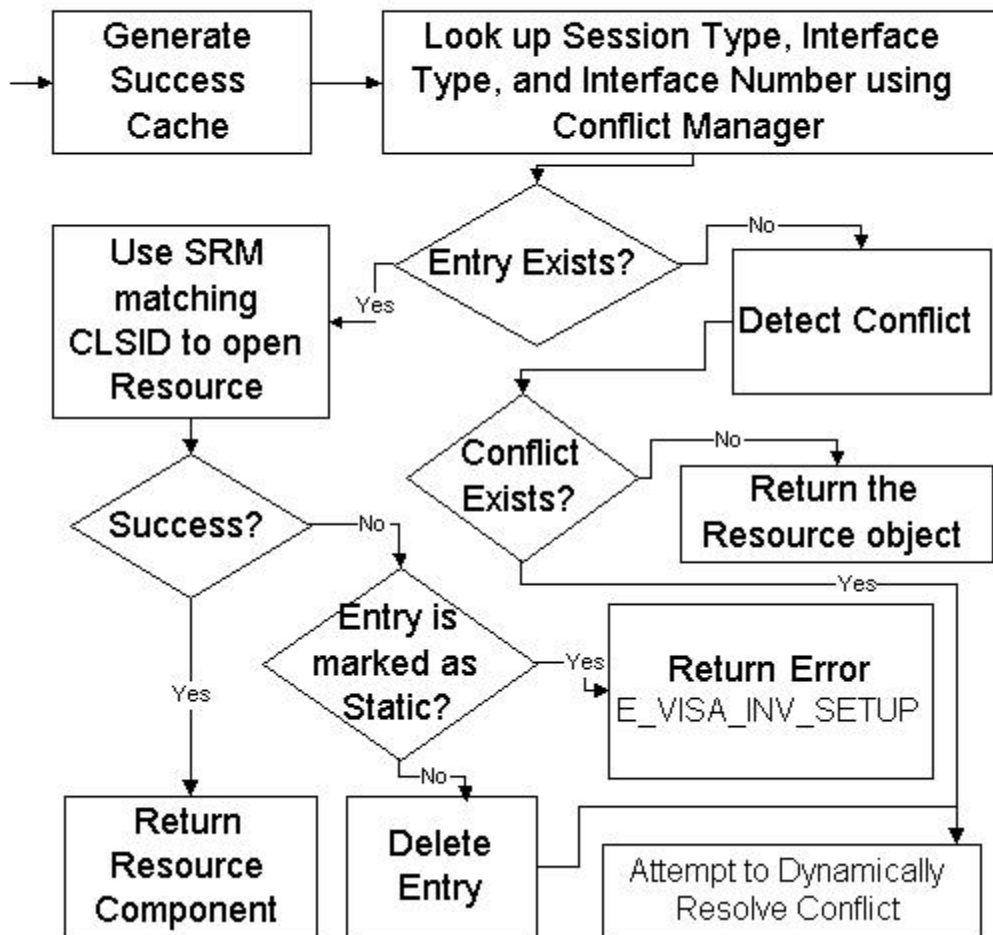 Generate
Success
Cache
Look up Session Type, Interface
Type, and Interface Number using
Conflict Manager
Entry Exists?
No
Yes
Use SRM
matching
CLSID to open
Resource
Detect Conflict
Conflict
Exists?
No
Return the
Resource object
Yes
Success?
No
Yes
Entry is
marked as
Static?
Yes
Return Error
E_VISA_INV_SETUP
No
Return
Resource
Component
Delete
Entry
Attempt to Dynamically
Resolve Conflict